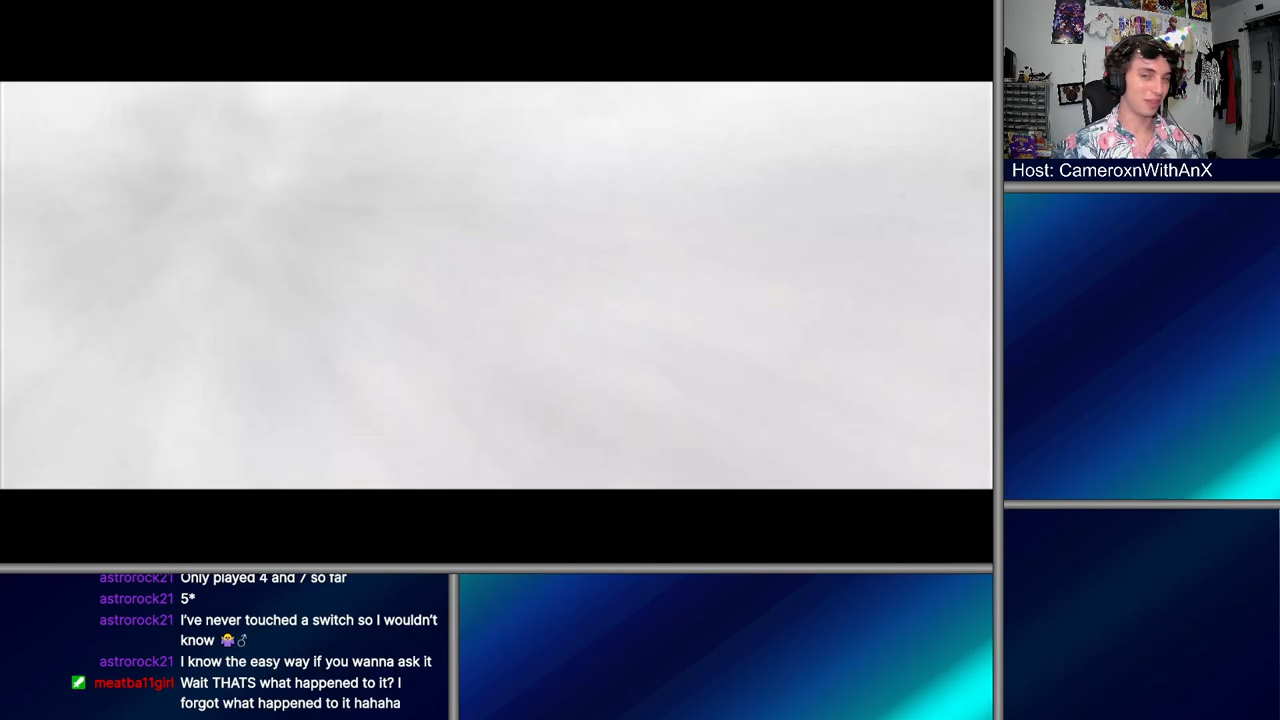 Host: CameroxnWithAnX
astrorock21 Only played 4 and 7 so far
astrorock21 5*
astrorock21 I've never touched a switch so I wouldn't
know 🤷‍♂
astrorock21 I know the easy way if you wanna ask it
meatba11girl Wait THATS what happened to it? I
forgot what happened to it hahaha